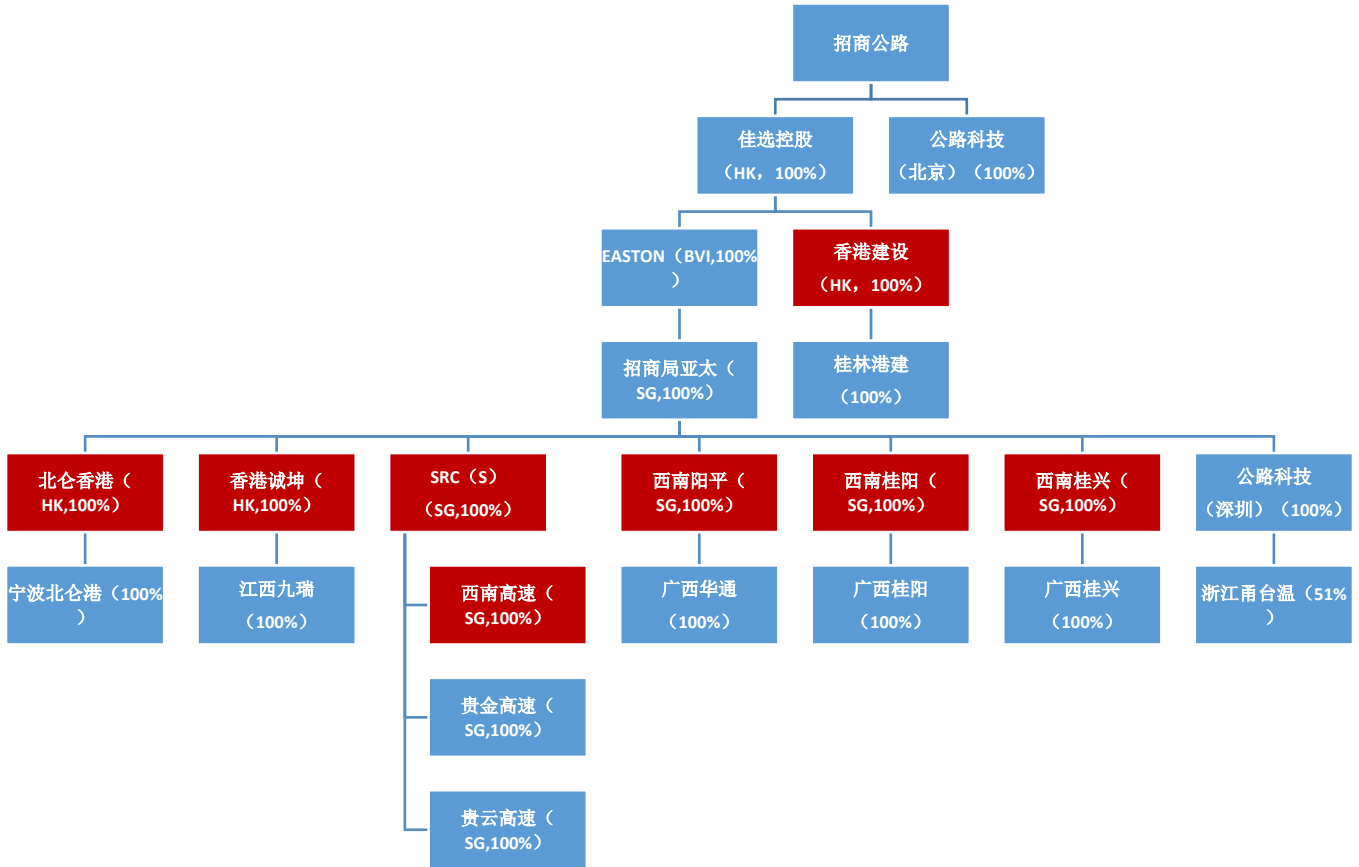 招商公路
佳选控股
（HK，100%）
公路科技
（北京）（100%）
EASTON（BVI,100%
）
香港建设
（HK，100%）
招商局亚太（
SG,100%）
桂林港建
（100%）
北仑香港（
HK,100%）
香港诚坤（
HK,100%）
SRC（S）
（SG,100%）
西南阳平（
SG,100%）
西南桂阳（
SG,100%）
西南桂兴（
SG,100%）
公路科技
（深圳）（100%）
宁波北仑港（100%
）
江西九瑞
（100%）
西南高速（
SG,100%）
广西华通
（100%）
广西桂阳
（100%）
广西桂兴
（100%）
浙江甬台温（51%
）
贵金高速（
SG,100%）
贵云高速（
SG,100%）